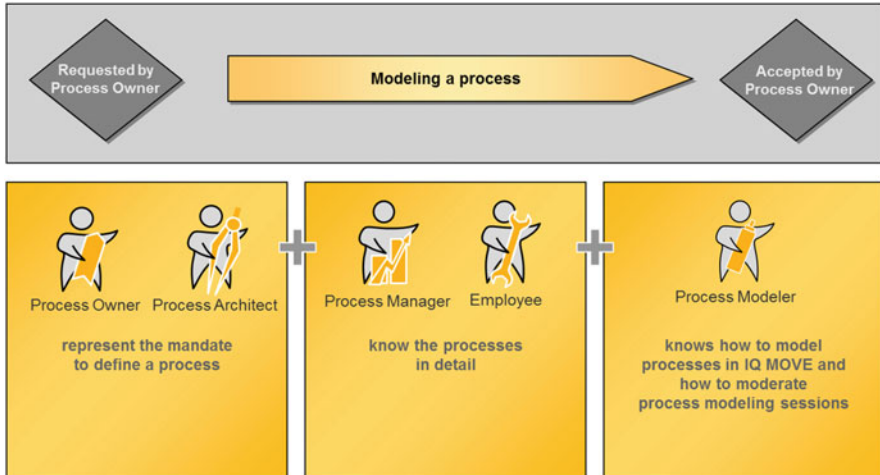 Requested by
Process Owner
Modeling a process
Accepted by
Process Owner
Process Owner
Process Architect
represent the mandate
to define a process
Process Manager
Employee
know the processes
in detail
Process Modeler
knows how to model
processes in IQ MOVE and
how to moderate
process modeling sessions